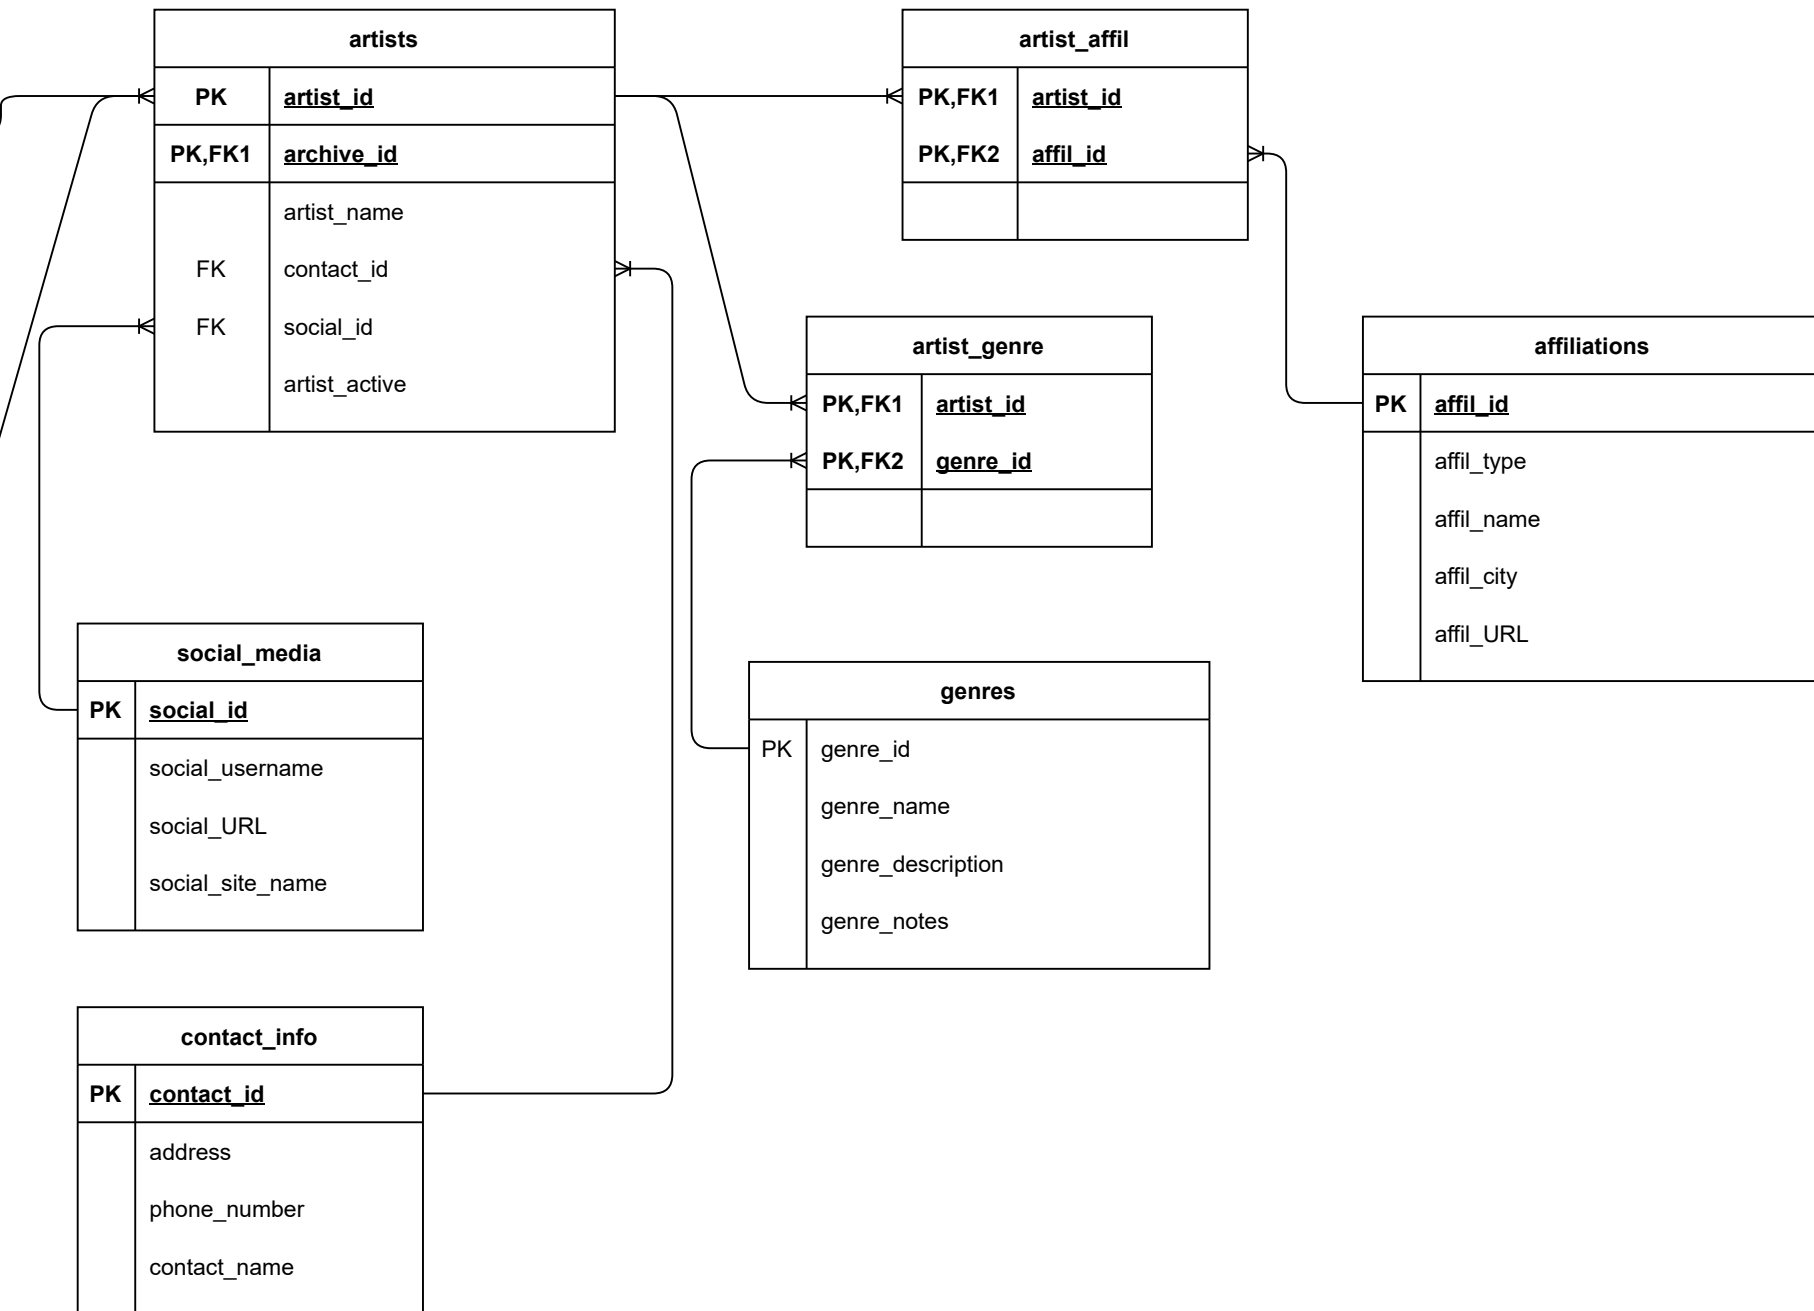 artists
PK artist_id
PK,FK1 archive_id
artist_name
FK contact_id
FK social_id
artist_active
artist_affil
PK,FK1 artist_id
PK,FK2 affil_id
artist_genre
PK,FK1 artist_id
PK,FK2 genre_id
affiliations
PK affil_id
affil_type
affil_name
affil_city
affil_URL
social_media
PK social_id
social_username
social_URL
social_site_name
genres
PK genre_id
genre_name
genre_description
genre_notes
contact_info
PK contact_id
address
phone_number
contact_name